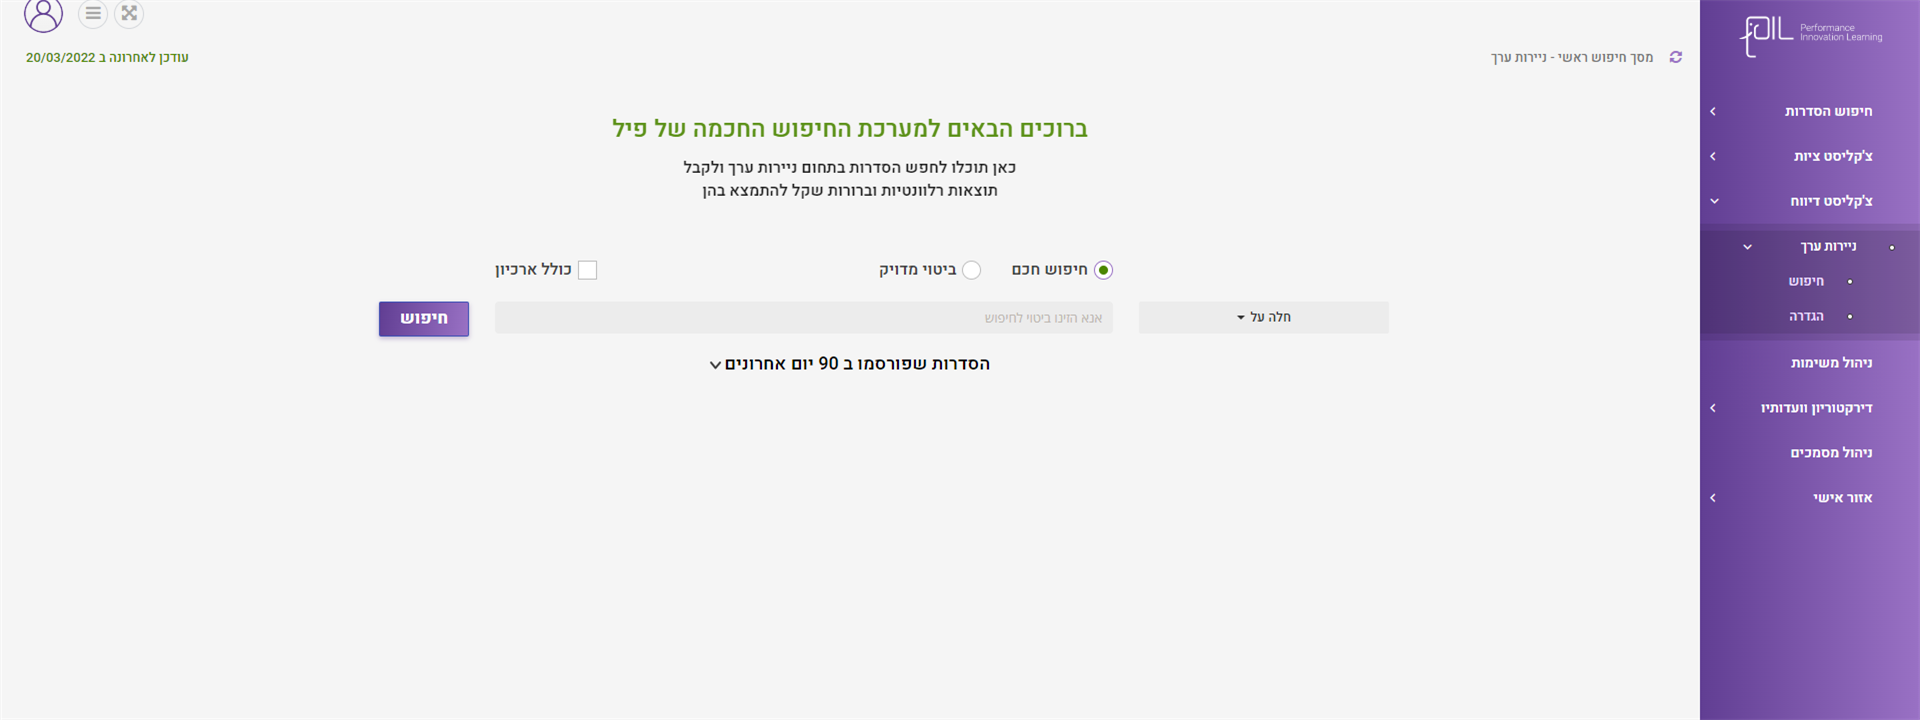 fOIL Performance
Innovation Learning
חיפוש הסדרות
צ'קליסט ציות
צ'קליסט דיווח
ניירות ערך
חיפוש
הגדרה
ניהול משימות
דירקטוריון וועדותיו
ניהול מסמכים
אזור אישי
מסך חיפוש ראשי - ניירות ערך
עודכן לאחרונה ב 20/03/2022
ברוכים הבאים למערכת החיפוש החכמה של פיל
כאן תוכלו לחפש הסדרות בתחום ניירות ערך ולקבל
תוצאות רלוונטיות וברורות שקל להתמצא בהן
חיפוש חכם
ביטוי מדויק
כולל ארכיון
חלה על
אנא הזינו ביטוי לחיפוש
חיפוש
הסדרות שפורסמו ב 90 יום אחרונים